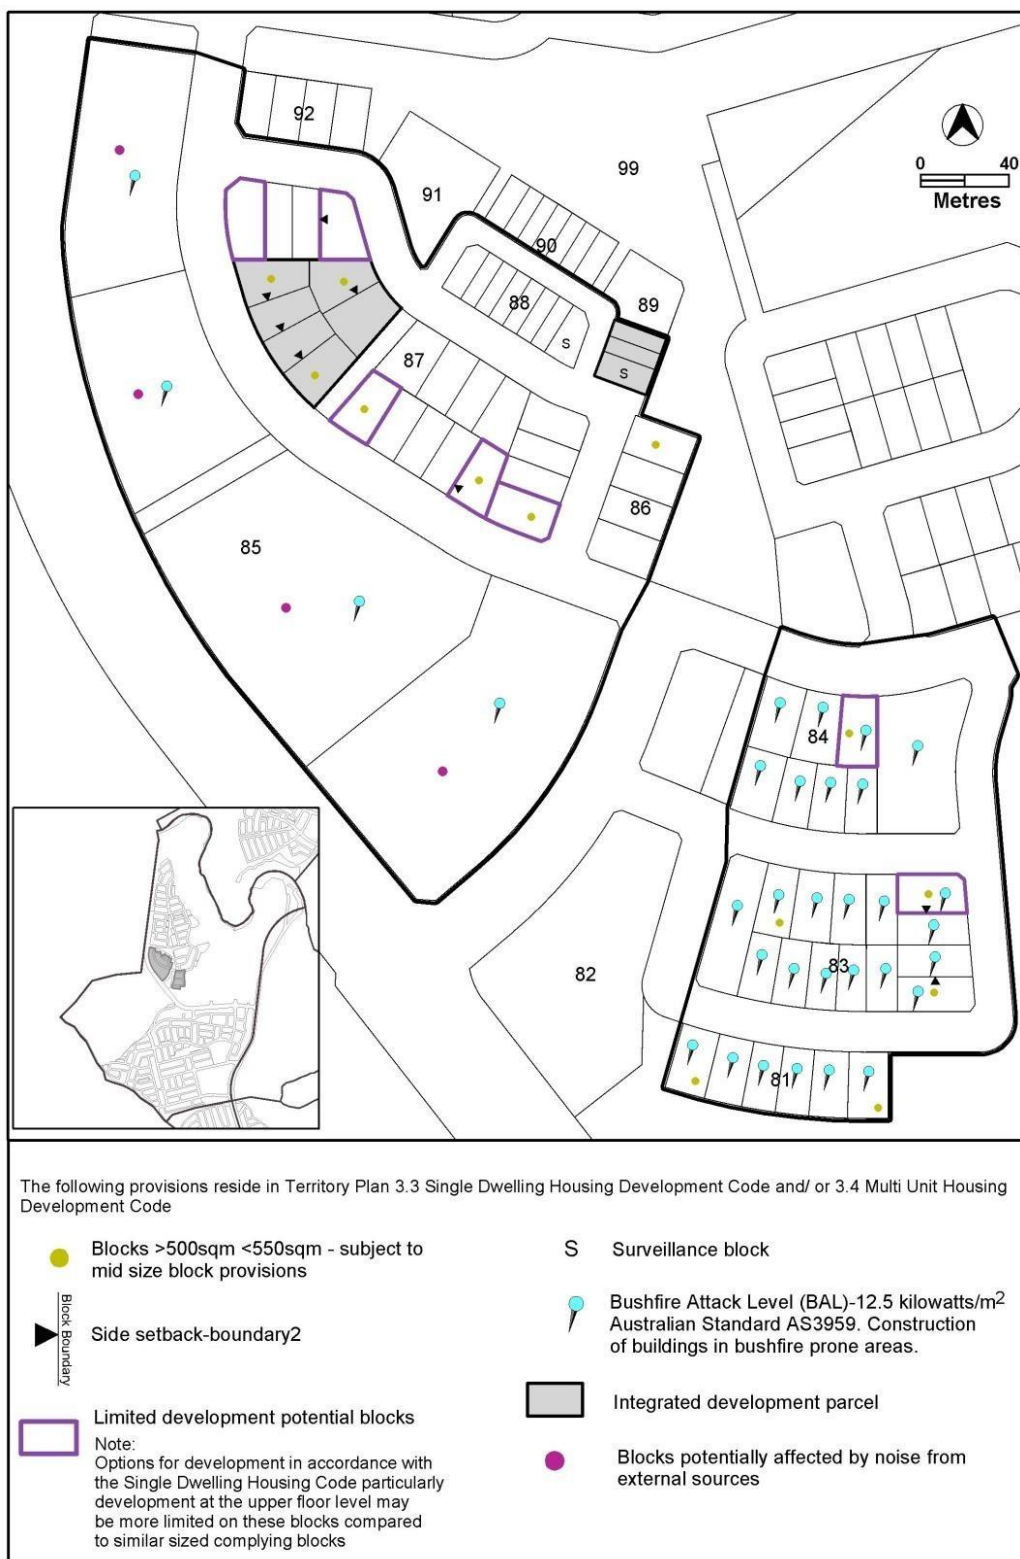 92
99
0 40
Metres
91
90
88
89
S
S
87
86
85
84
83
82
81
The following provisions reside in Territory Plan 3.3 Single Dwelling Housing Development Code and/ or 3.4 Multi Unit Housing
Development Code
Blocks >500sqm <550sqm - subject to
mid size block provisions
Block Boundary
Side setback-boundary2
Limited development potential blocks
Note:
Options for development in accordance with
the Single Dwelling Housing Code particularly
development at the upper floor level may
be more limited on these blocks compared
to similar sized complying blocks
S Surveillance block
Bushfire Attack Level (BAL)-12.5 kilowatts/m2
Australian Standard AS3959. Construction
of buildings in bushfire prone areas.
Integrated development parcel
Blocks potentially affected by noise from
external sources